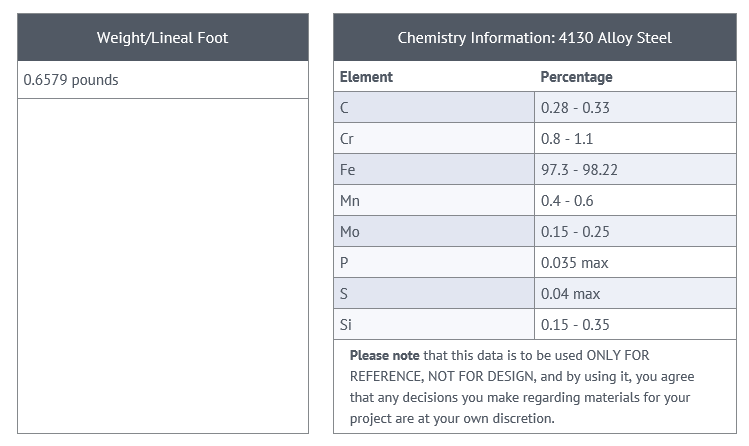 Weight/Lineal Foot
0.6579 pounds
Chemistry Information: 4130 Alloy Steel
Element Percentage
C 0.28 - 0.33
Cr 0.8 - 1.1
Fe 97.3 - 98.22
Mn 0.4 - 0.6
Mo 0.15 - 0.25
P 0.035 max
S 0.04 max
Si 0.15 - 0.35
Please note that this data is to be used ONLY FOR
REFERENCE, NOT FOR DESIGN, and by using it, you agree
that any decisions you make regarding materials for your
project are at your own discretion.